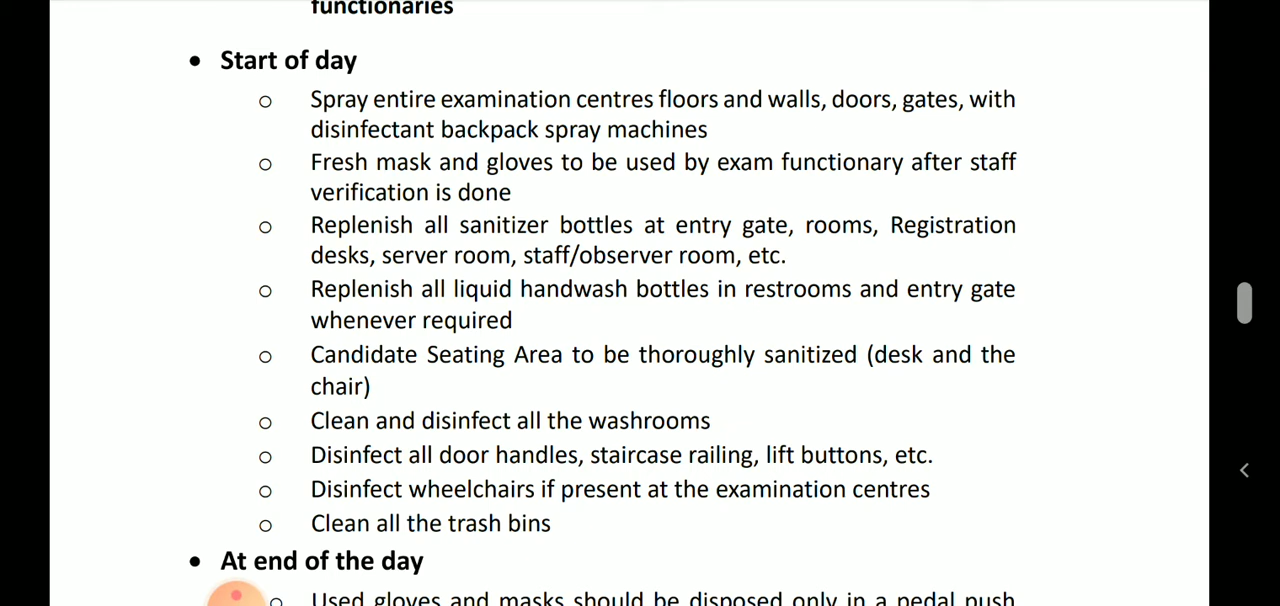 functionaries
• Start of day
o Spray entire examination centres floors and walls, doors, gates, with
disinfectant backpack spray machines
o Fresh mask and gloves to be used by exam functionary after staff
verification is done
o Replenish all sanitizer bottles at entry gate, rooms, Registration
desks, server room, staff/observer room, etc.
o Replenish all liquid handwash bottles in restrooms and entry gate
whenever required
o Candidate Seating Area to be thoroughly sanitized (desk and the
chair)
o Clean and disinfect all the washrooms
o Disinfect all door handles, staircase railing, lift buttons, etc.
o Disinfect wheelchairs if present at the examination centres
o Clean all the trash bins
• At end of the day
o Used gloves and masks should be disposed only in a pedal push